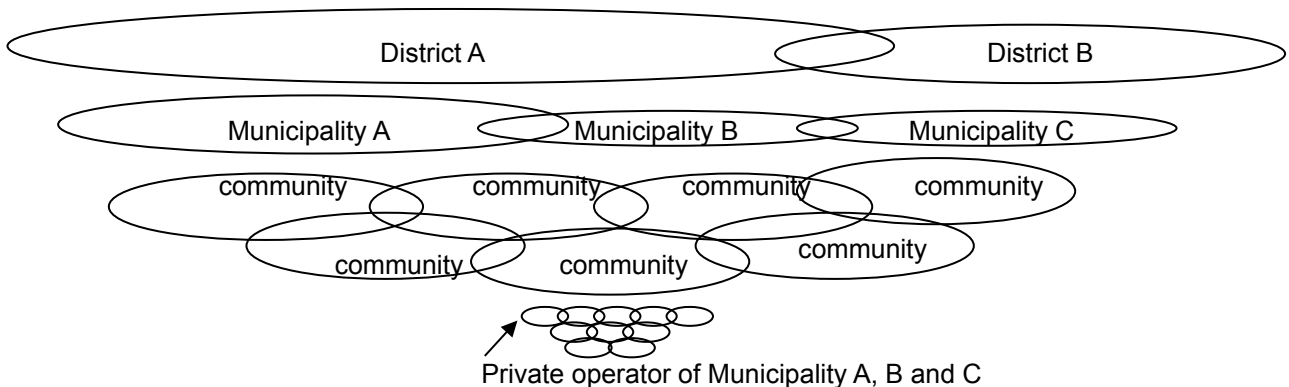 District A
District B
Municipality A
Municipality B
Municipality C
community
community
community
community
community
community
community
Private operator of Municipality A, B and C